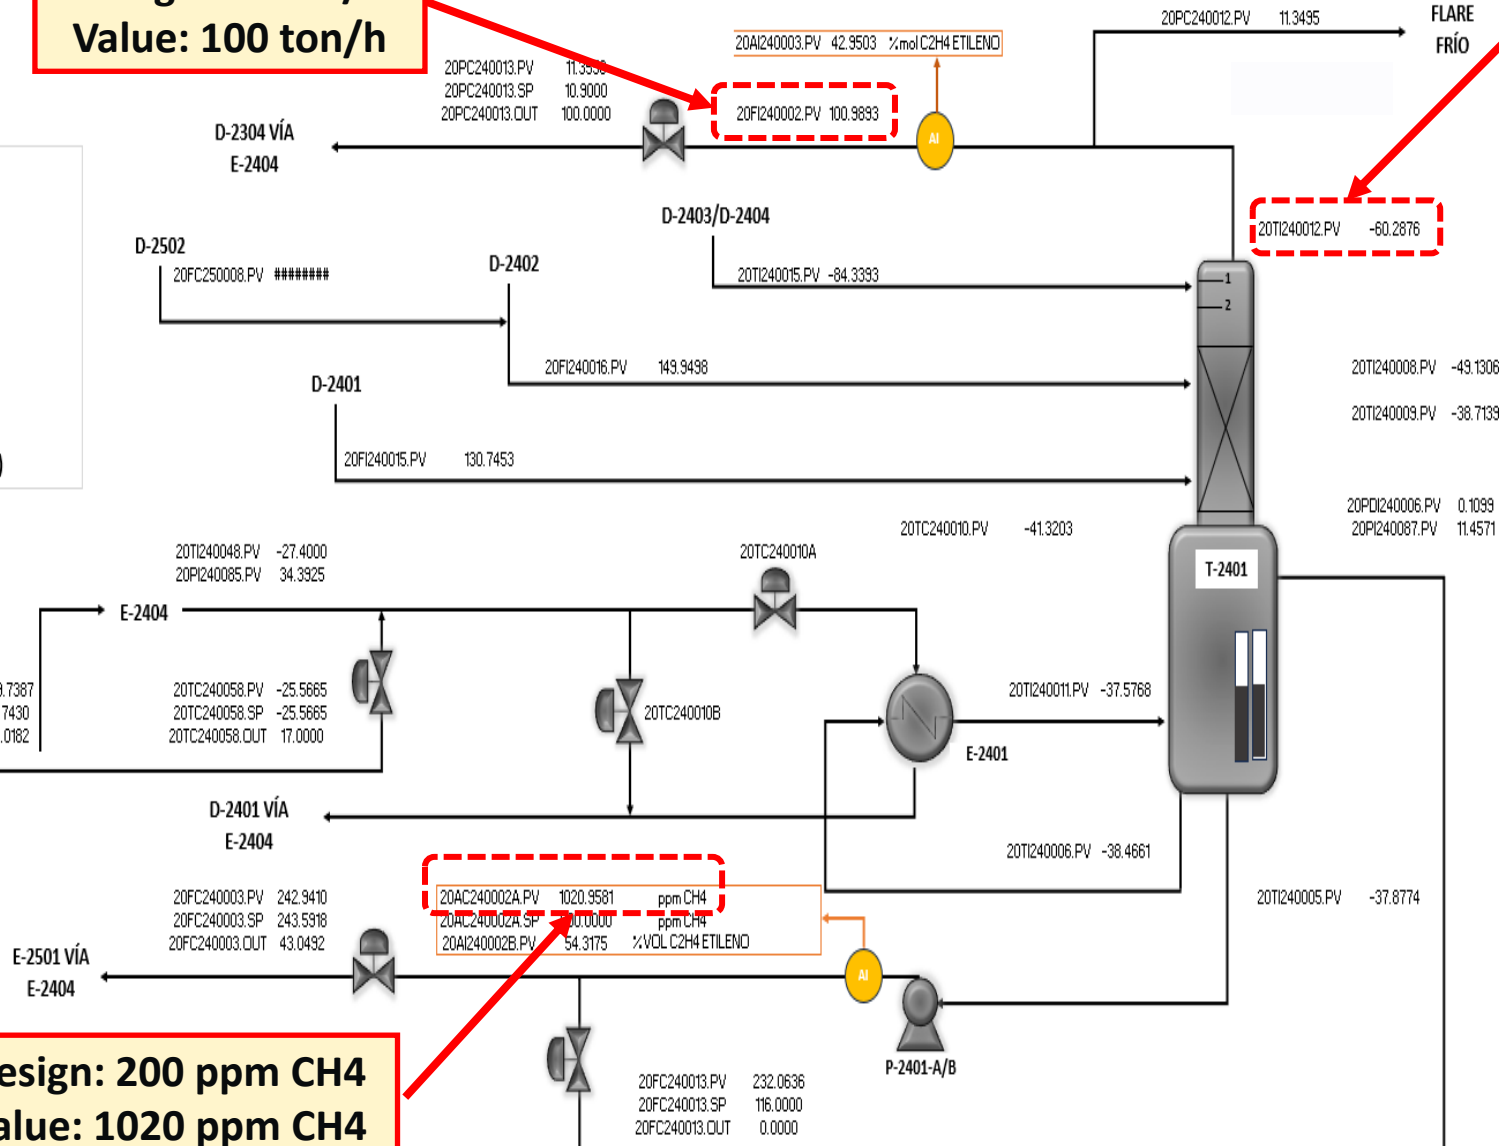 Value: 100 ton/h
20PC240012.PV 11.3495
FLARE
FRÍO
20AI240003.PV 42.9503 %mol C2H4 ETILENO
20PC240013.PV
20PC240013.SP 10.9000
20PC240013.OUT 100.0000
20FI240002.PV 100.9893
AI
D-2304 VÍA
E-2404
D-2403/D-2404
20TI240012.PV -60.2876
D-2502
20FC250008.PV ########
D-2402
20TI240015.PV -84.3393
1
2
20FI240016.PV 149.9498
20TI240008.PV -49.1306
D-2401
20TI240009.PV -38.7139
20FI240015.PV 130.7453
)
20PDI240006.PV 0.1099
20PI240087.PV 11.4571
20TC240010.PV -41.3203
20TI240048.PV -27.4000
20PI240085.PV 34.3925
20TC240010A
T-2401
E-2404
9.7387
7430
.0182
20TC240058.PV -25.5665
20TC240058.SP -25.5665
20TC240058.OUT 17.0000
20TC240010B
20TI240011.PV -37.5768
E-2401
D-2401 VÍA
E-2404
20TI240006.PV -38.4661
20TI240005.PV -37.8774
20FC240003.PV 242.9410
20FC240003.SP 243.5918
20FC240003.OUT 43.0492
20AC240002A.PV 1020.9581 ppm CH4
20AC240002A.SP ppm CH4
20AI240002B.PV 54.3175 %VOL C2H4 ETILENO
E-2501 VÍA
E-2404
AI
P-2401-A/B
esign: 200 ppm CH4
alue: 1020 ppm CH4
20FC240013.PV 232.0636
20FC240013.SP 116.0000
20FC240013.OUT 0.0000